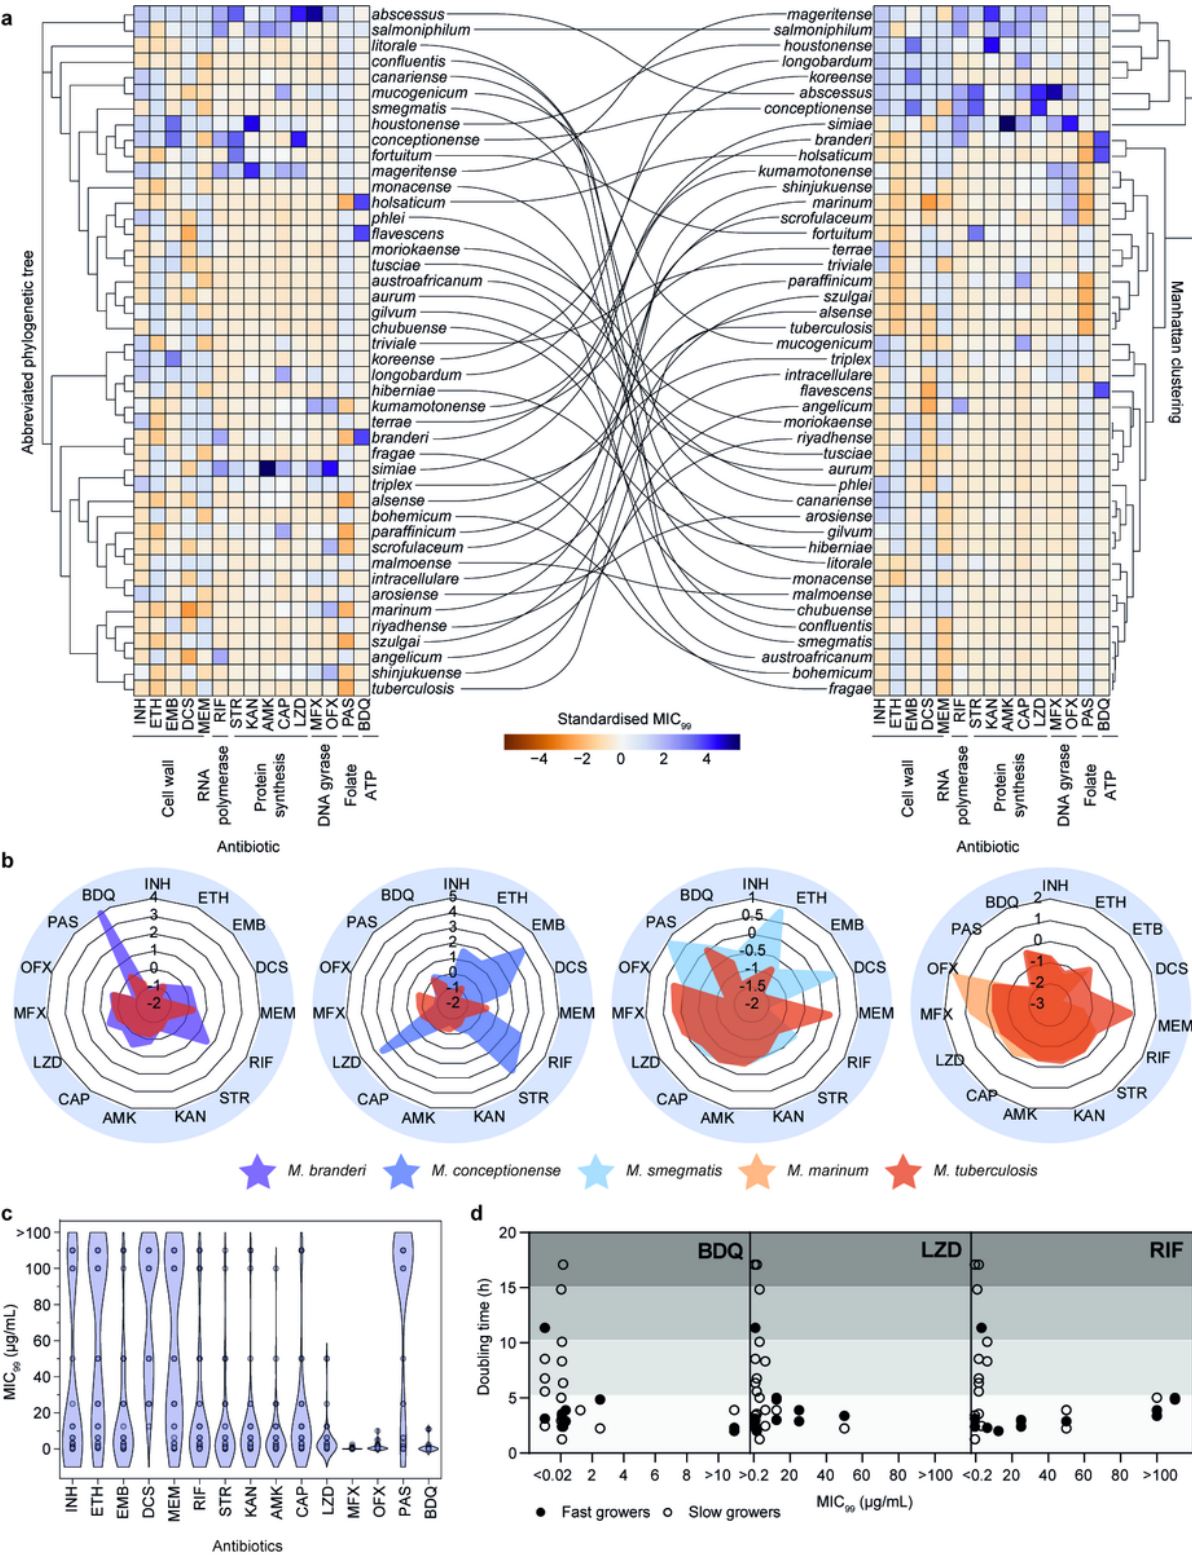 a
abscessus
salmoniphilum
litorale
confluentis
canariense
mucogenicum
smegmatis
houstonense
conceptionense
fortuitum
mageritense
monacense
holsaticum
phlei
flavescens
moriokaense
tusciae
austroafricanum
aurum
gilvum
chubuense
triviale
koreense
longobardum
hiberniae
kumamotonense
terrae
branderi
fragae
simiae
triplex
alsense
bohemicum
paraffinicum
scrofulaceum
malmoense
intracellulare
arosiense
marinum
riyadhense
szulgai
angelicum
shinjukuense
tuberculosis
mageritense
salmoniphilum
houstonense
longobardum
koreense
abscessus
conceptionense
simiae
branderi
holsaticum
kumamotonense
shinjukuense
marinum
scrofulaceum
fortuitum
terrae
triviale
paraffinicum
szulgai
alsense
tuberculosis
mucogenicum
triplex
intracellulare
flavescens
angelicum
moriokaense
riyadhense
tusciae
aurum
phlei
canariense
arosiense
gilvum
hiberniae
litorale
monacense
malmoense
chubuense
confluentis
smegmatis
austroafricanum
bohemicum
fragae
Abbreviated phylogenetic tree
Manhattan clustering
INH ETH EMB DCS MEM RIF STR KAN AMK CAP LZD MFX OFX PAS BDQ
Cell wall
RNA
polymerase
Protein
synthesis
DNA gyrase
Folate
ATP
Antibiotic
Standardised MIC99
−4 −2 0 2 4
INH ETH EMB DCS MEM RIF STR KAN AMK CAP LZD MFX OFX PAS BDQ
Cell wall
RNA
polymerase
Protein
synthesis
DNA gyrase
Folate
ATP
Antibiotic
b
INH ETH EMB DCS MEM RIF STR KAN AMK CAP LZD MFX OFX PAS BDQ
4 3 2 1 0 -1 -2
INH ETH EMB DCS MEM RIF STR KAN AMK CAP LZD MFX OFX PAS BDQ
5 4 3 2 1 0 -1 -2
INH ETH EMB DCS MEM RIF STR KAN AMK CAP LZD MFX OFX PAS BDQ
1 0.5 0 -0.5 -1 -1.5 -2
INH ETH ETB DCS MEM RIF STR KAN AMK CAP LZD MFX OFX PAS BDQ
2 1 0 -1 -2 -3
M. branderi M. conceptionense M. smegmatis M. marinum M. tuberculosis
c
MIC99 (µg/mL)
>100
100
80
60
40
20
0
INH ETH EMB DCS MEM RIF STR KAN AMK CAP LZD MFX OFX PAS BDQ
Antibiotics
d
Doubling time (h)
20
15
10
5
0
BDQ LZD RIF
<0.02 2 4 6 8 >10 >0.2 20 40 60 >100 <0.2 20 40 60 >100
MIC99 (µg/mL)
Fast growers Slow growers